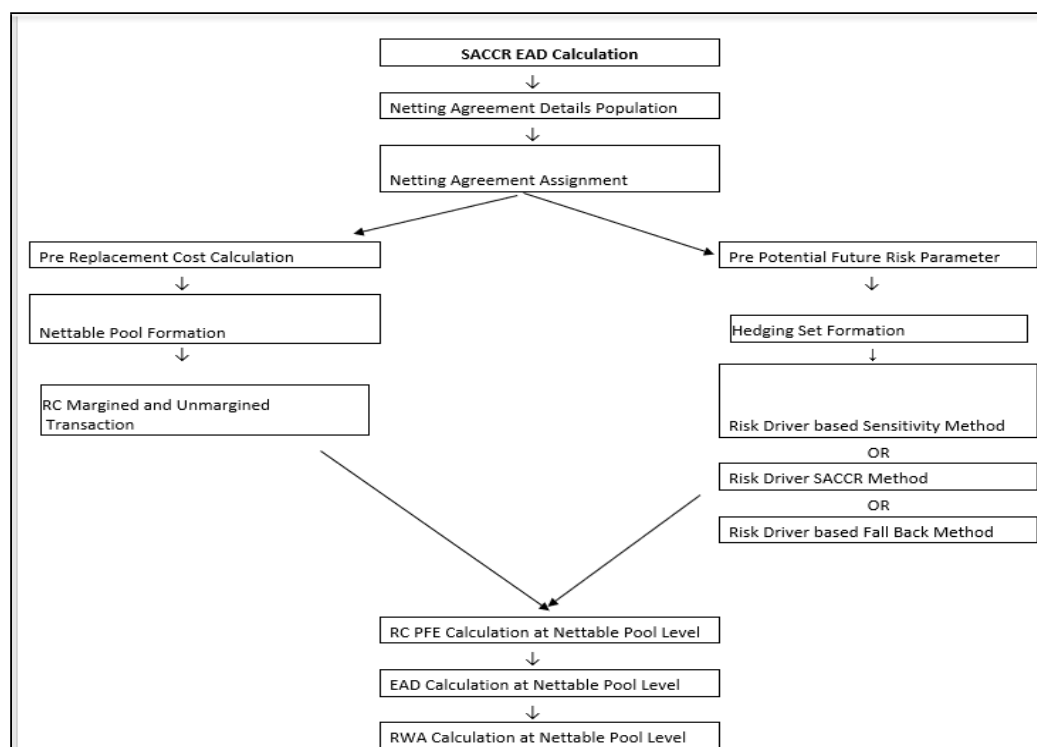 SACCR EAD Calculation
Netting Agreement Details Population
Netting Agreement Assignment
Pre Replacement Cost Calculation
Nettable Pool Formation
RC Margined and Unmargined
Transaction
Pre Potential Future Risk Parameter
Hedging Set Formation
Risk Driver based Sensitivity Method
OR
Risk Driver SACCR Method
OR
Risk Driver based Fall Back Method
RC PFE Calculation at Nettable Pool Level
EAD Calculation at Nettable Pool Level
RWA Calculation at Nettable Pool Level